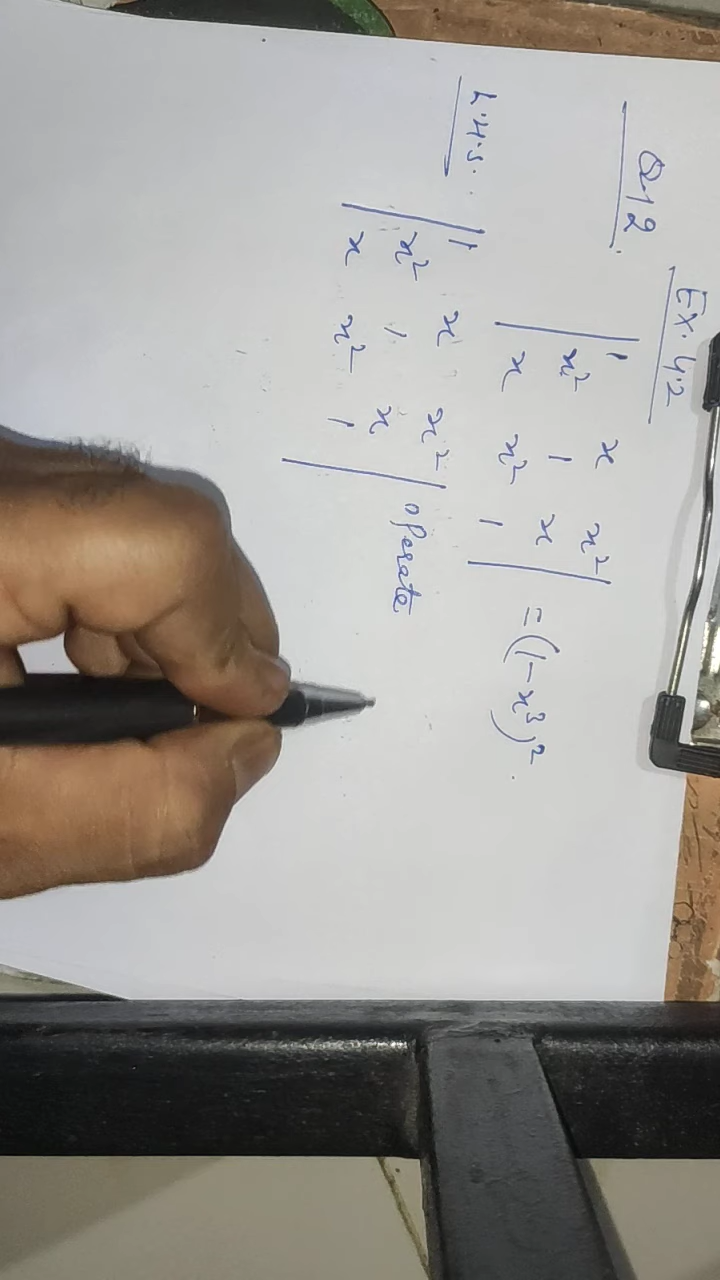 Ex. 4.2
Q12.
| 1 x x² |
| x² 1 x | = (1-x³)².
| x x² 1 |
L.H.S.
| 1 x x² |
| x² 1 x | operate
| x x² 1 |